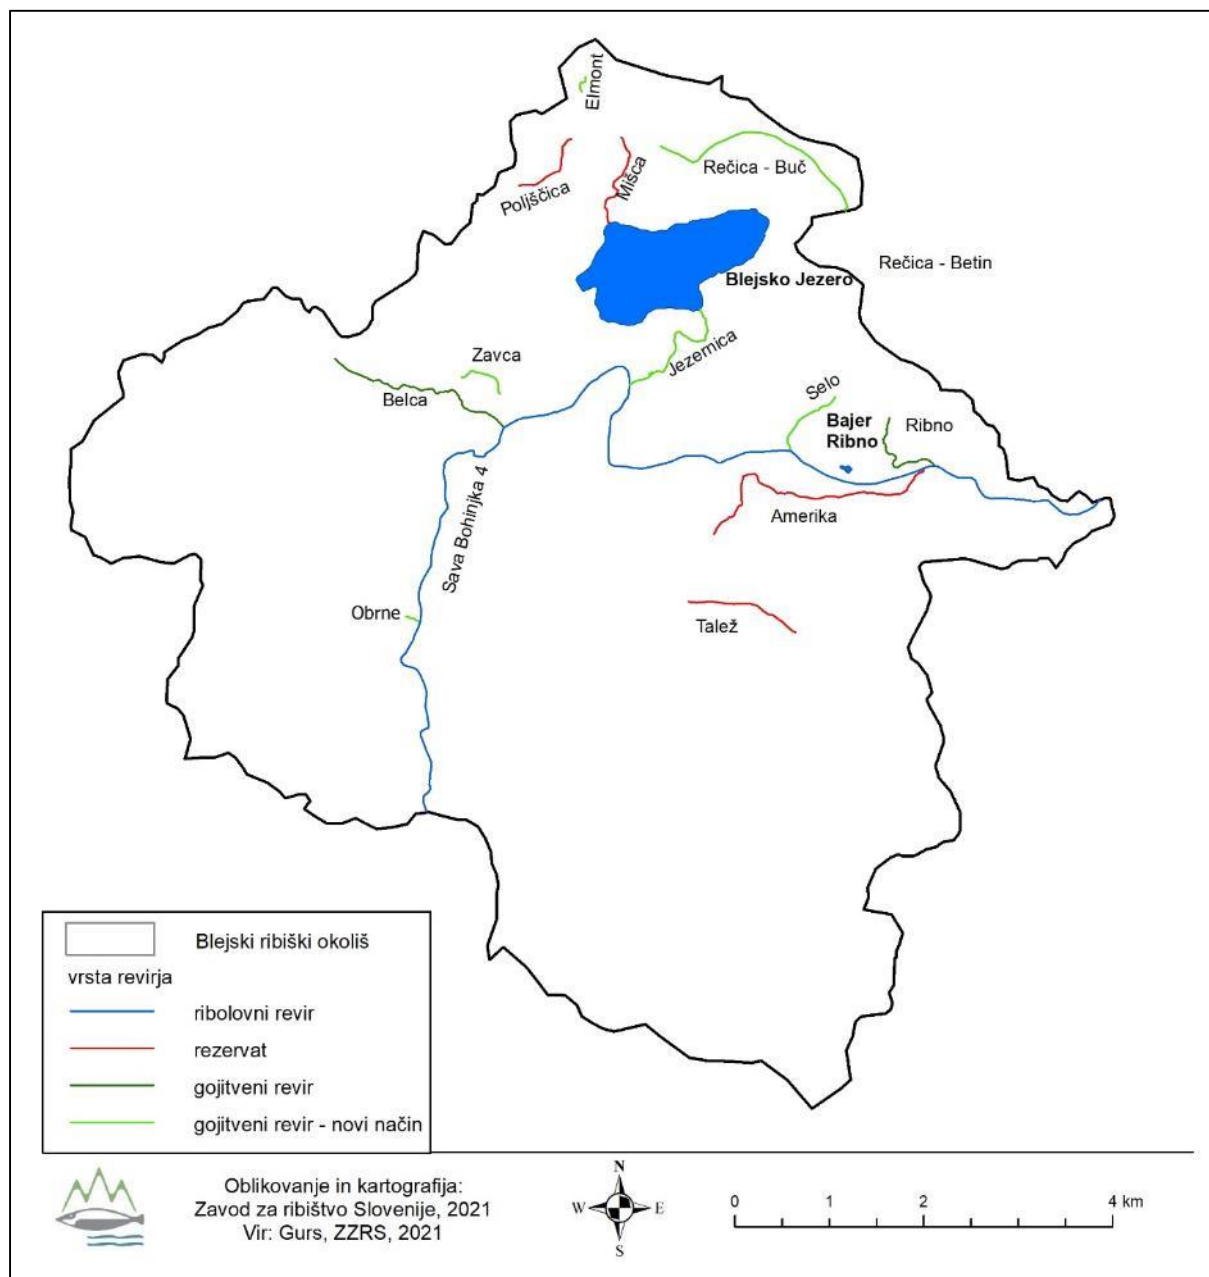 Elmont
Poljščica
Mišca
Rečica - Buč
Rečica - Betin
Blejsko Jezero
Jezernica
Zavca
Belca
Selo
Bajer
Ribno
Ribno
Sava Bohinjka 4
Amerika
Obrne
Talež
Blejski ribiški okoliš
vrsta revirja
ribolovni revir
rezervat
gojitveni revir
gojitveni revir - novi način
Oblikovanje in kartografija:
Zavod za ribištvo Slovenije, 2021
Vir: Gurs, ZZRS, 2021
N
W E
S
0 1 2 4 km